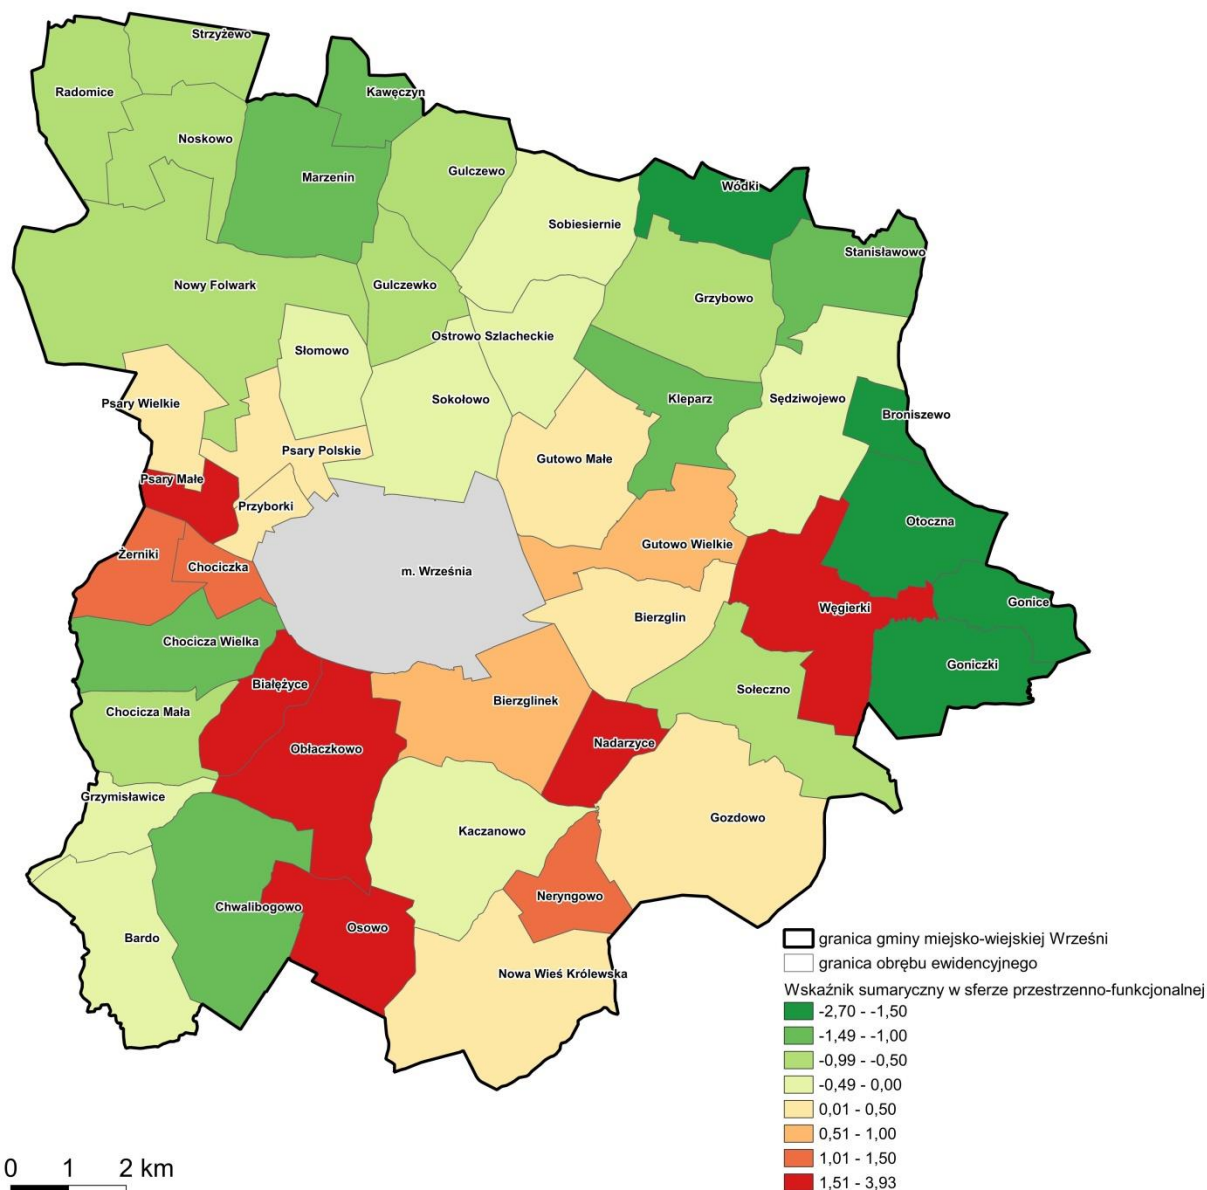 Strzyżewo
Radomice
Kawęczyn
Noskowo
Gulczewo
Marzenin
Wódki
Sobiesiernie
Stanisławowo
Nowy Folwark
Gulczewko
Grzybowo
Ostrowo Szlacheckie
Słomowo
Sokołowo
Kleparz
Sędziwojewo
Psary Wielkie
Broniszewo
Psary Polskie
Gutowo Małe
Psary Małe
Przyborki
Otoczna
Gutowo Wielkie
Żerniki
Chociczka
m. Września
Gonice
Węgierki
Bierzglin
Chocicza Wielka
Goniczki
Białężyce
Sołeczno
Bierzglinek
Chocicza Mała
Nadarzyce
Obłaczkowo
Grzymisławice
Gozdowo
Kaczanowo
Neryngowo
Chwalibogowo
Osowo
Bardo
Nowa Wieś Królewska
granica gminy miejsko-wiejskiej Wrześni
granica obrębu ewidencyjnego
Wskaźnik sumaryczny w sferze przestrzenno-funkcjonalnej
-2,70 - -1,50
-1,49 - -1,00
-0,99 - -0,50
-0,49 - 0,00
0,01 - 0,50
0,51 - 1,00
1,01 - 1,50
1,51 - 3,93
0 1 2 km